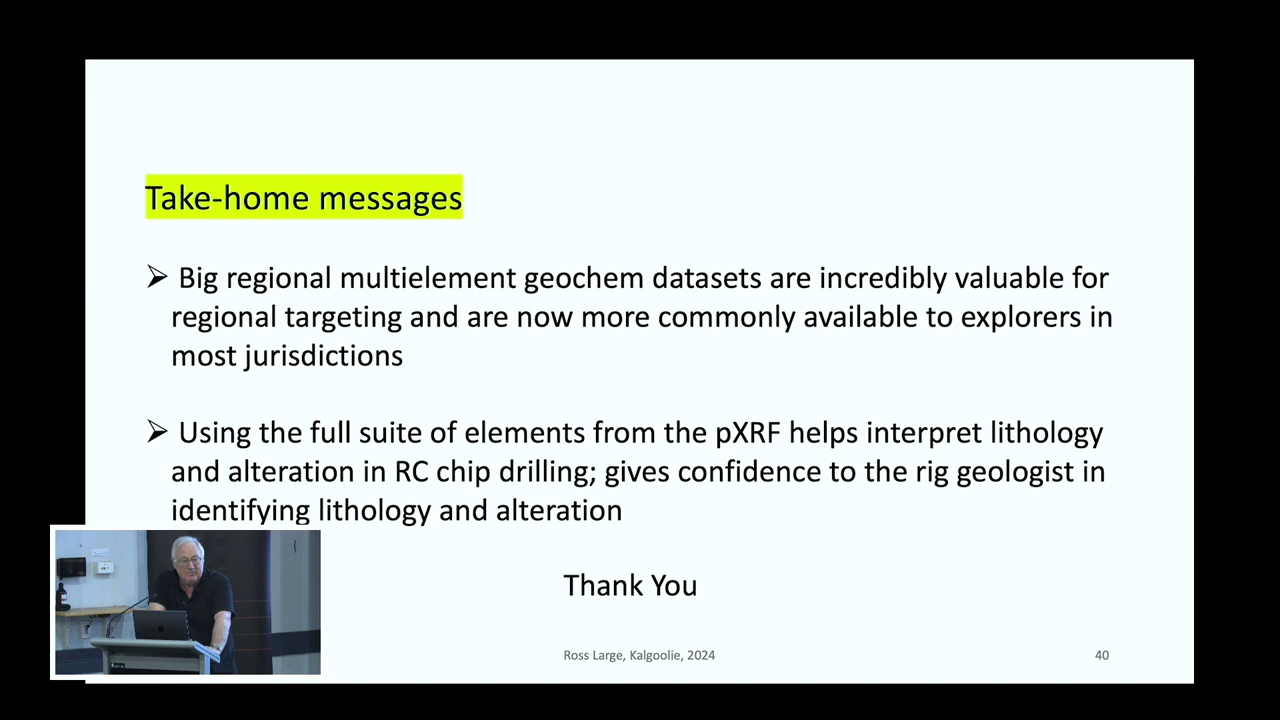 Take-home messages
➢ Big regional multielement geochem datasets are incredibly valuable for
regional targeting and are now more commonly available to explorers in
most jurisdictions
➢ Using the full suite of elements from the pXRF helps interpret lithology
and alteration in RC chip drilling; gives confidence to the rig geologist in
identifying lithology and alteration
Thank You
Ross Large, Kalgoolie, 2024
40